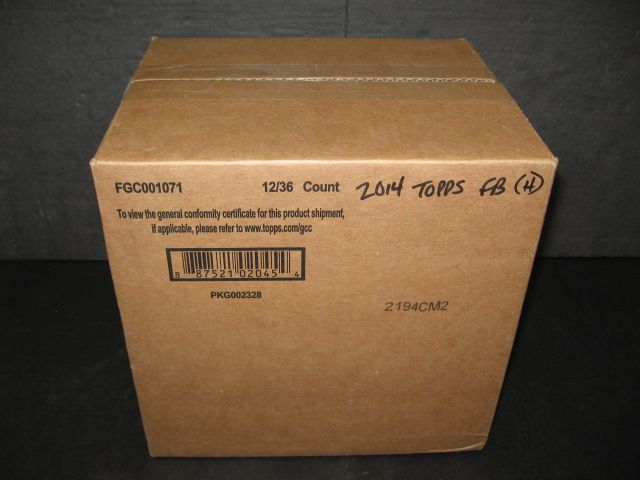 FGC001071 12/36 Count 2014 TOPPS FB (H)
To view the general conformity certificate for this product shipment,
if applicable, please refer to www.topps.com/gcc
8 87521 02045 4
PKG002328
2194CM2